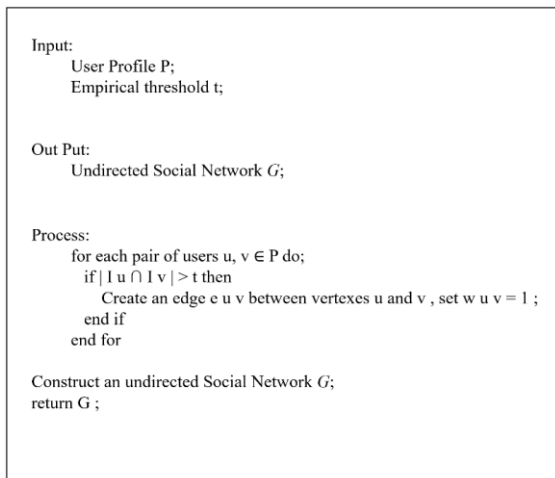 Input:
User Profile P;
Empirical threshold t;
Out Put:
Undirected Social Network G;
Process:
for each pair of users u, v ∈ P do;
if | I u ∩ I v | > t then
Create an edge e u v between vertexes u and v , set w u v = 1 ;
end if
end for
Construct an undirected Social Network G;
return G ;